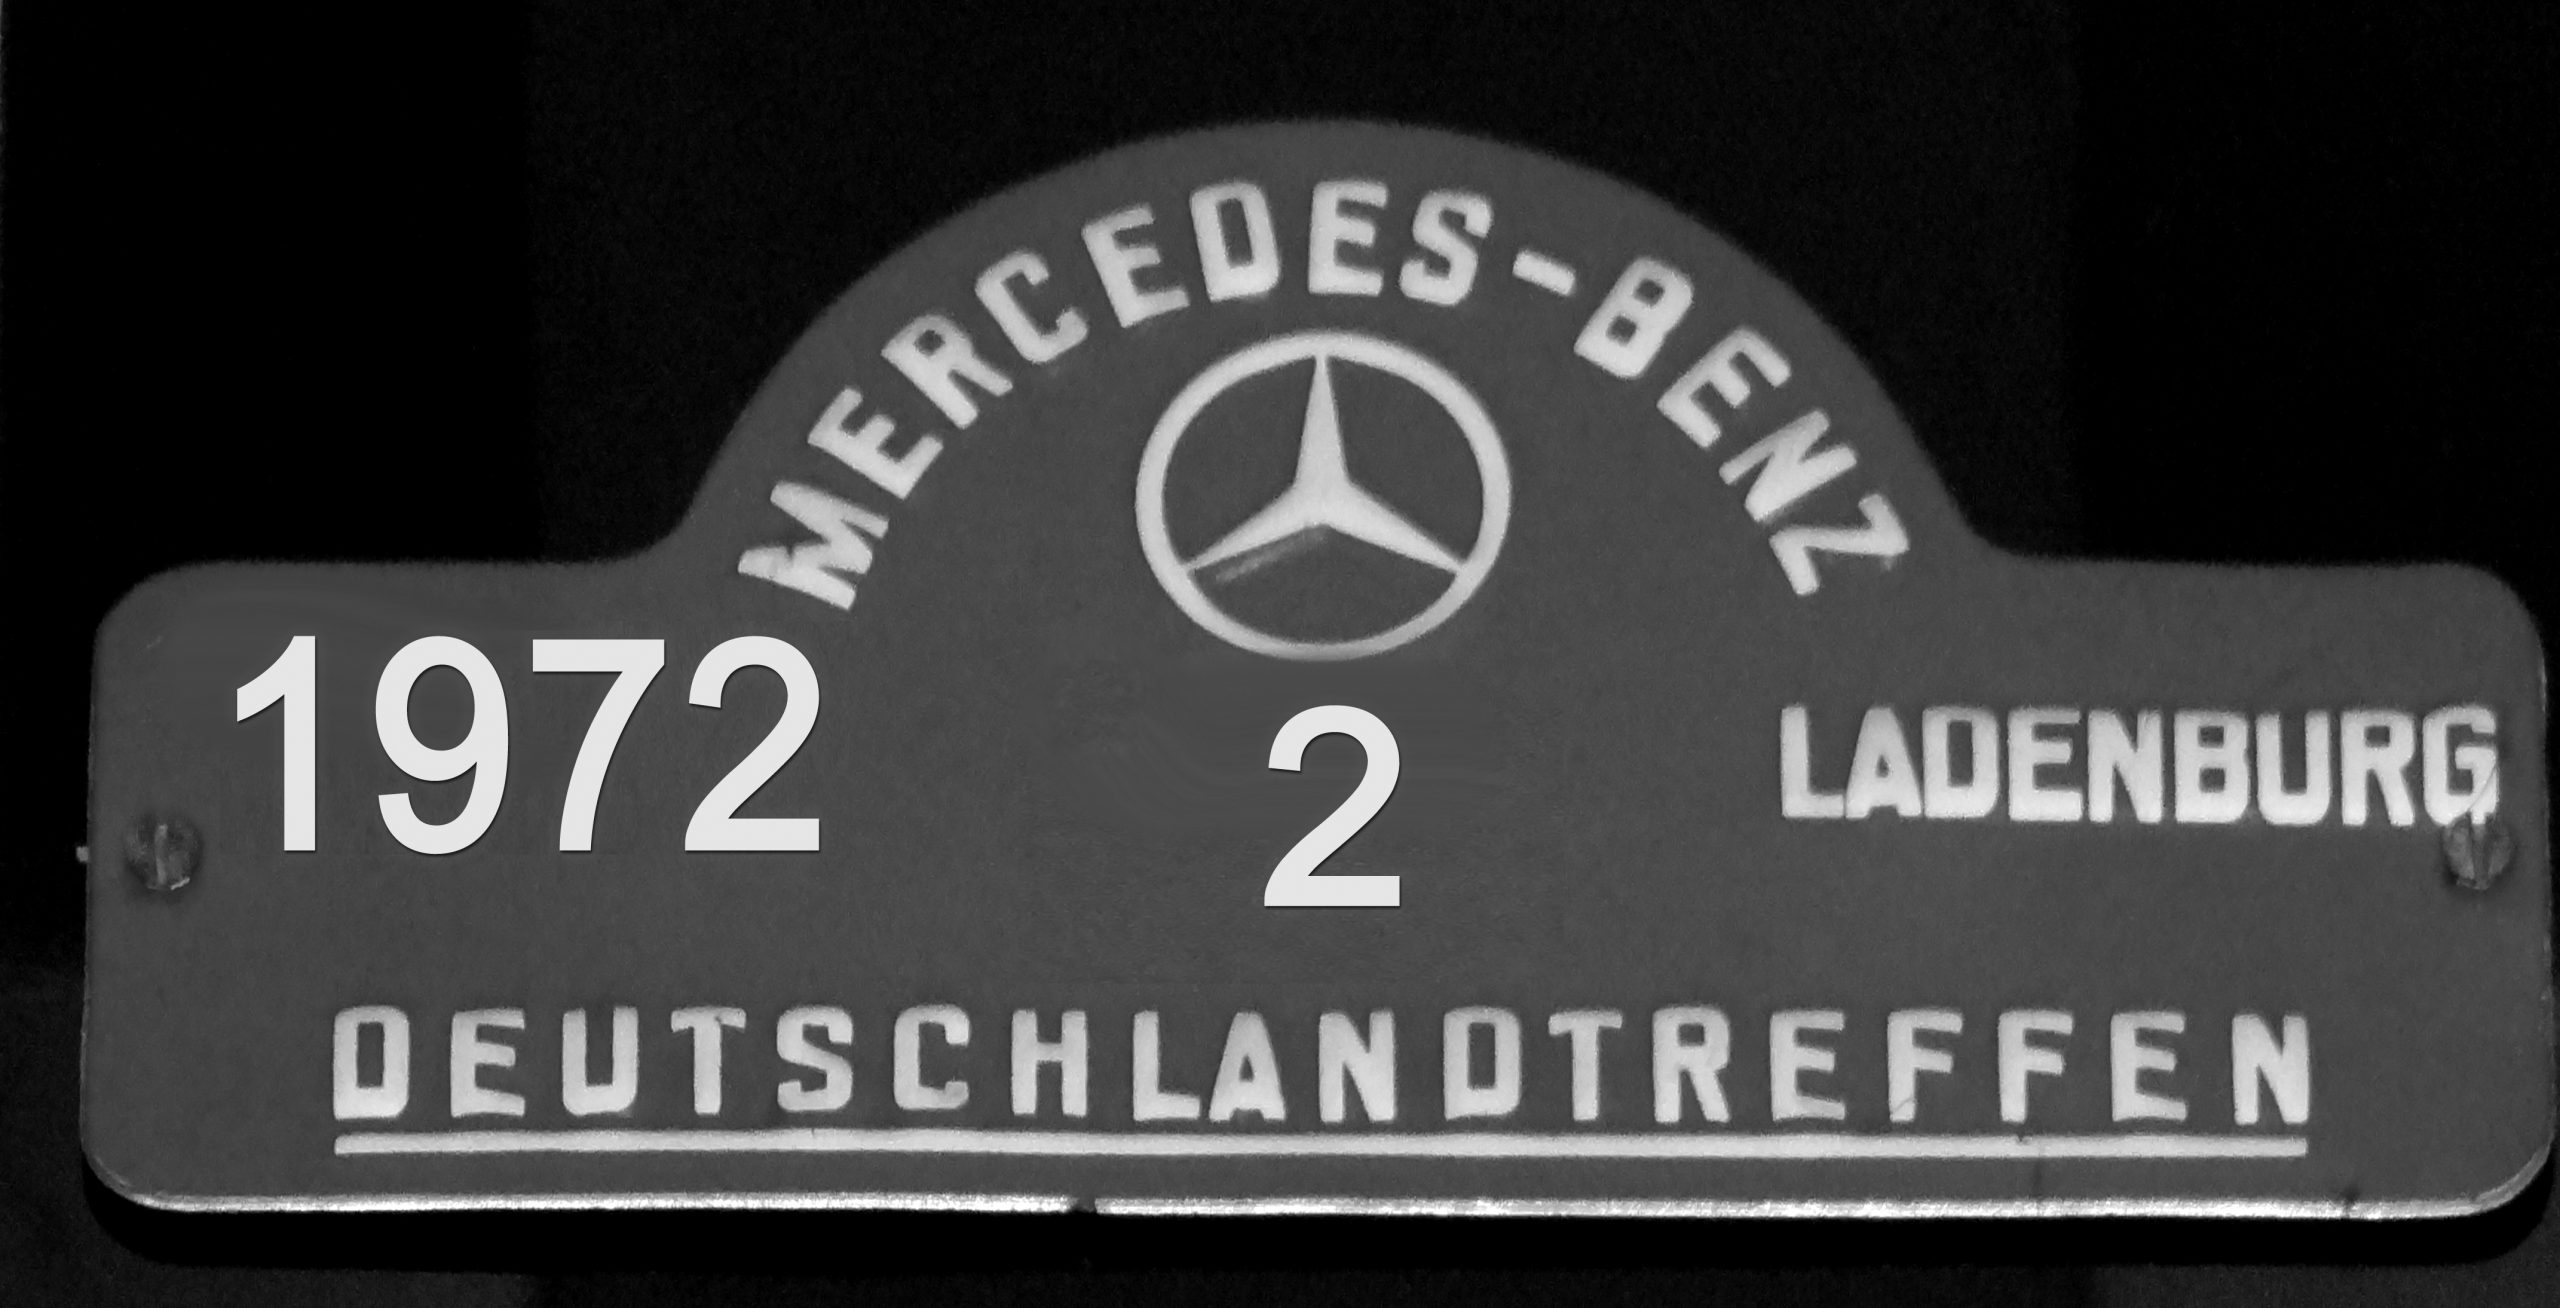 MERCEDES-BENZ
1972
2
LADENBURG
DEUTSCHLANDTREFFEN